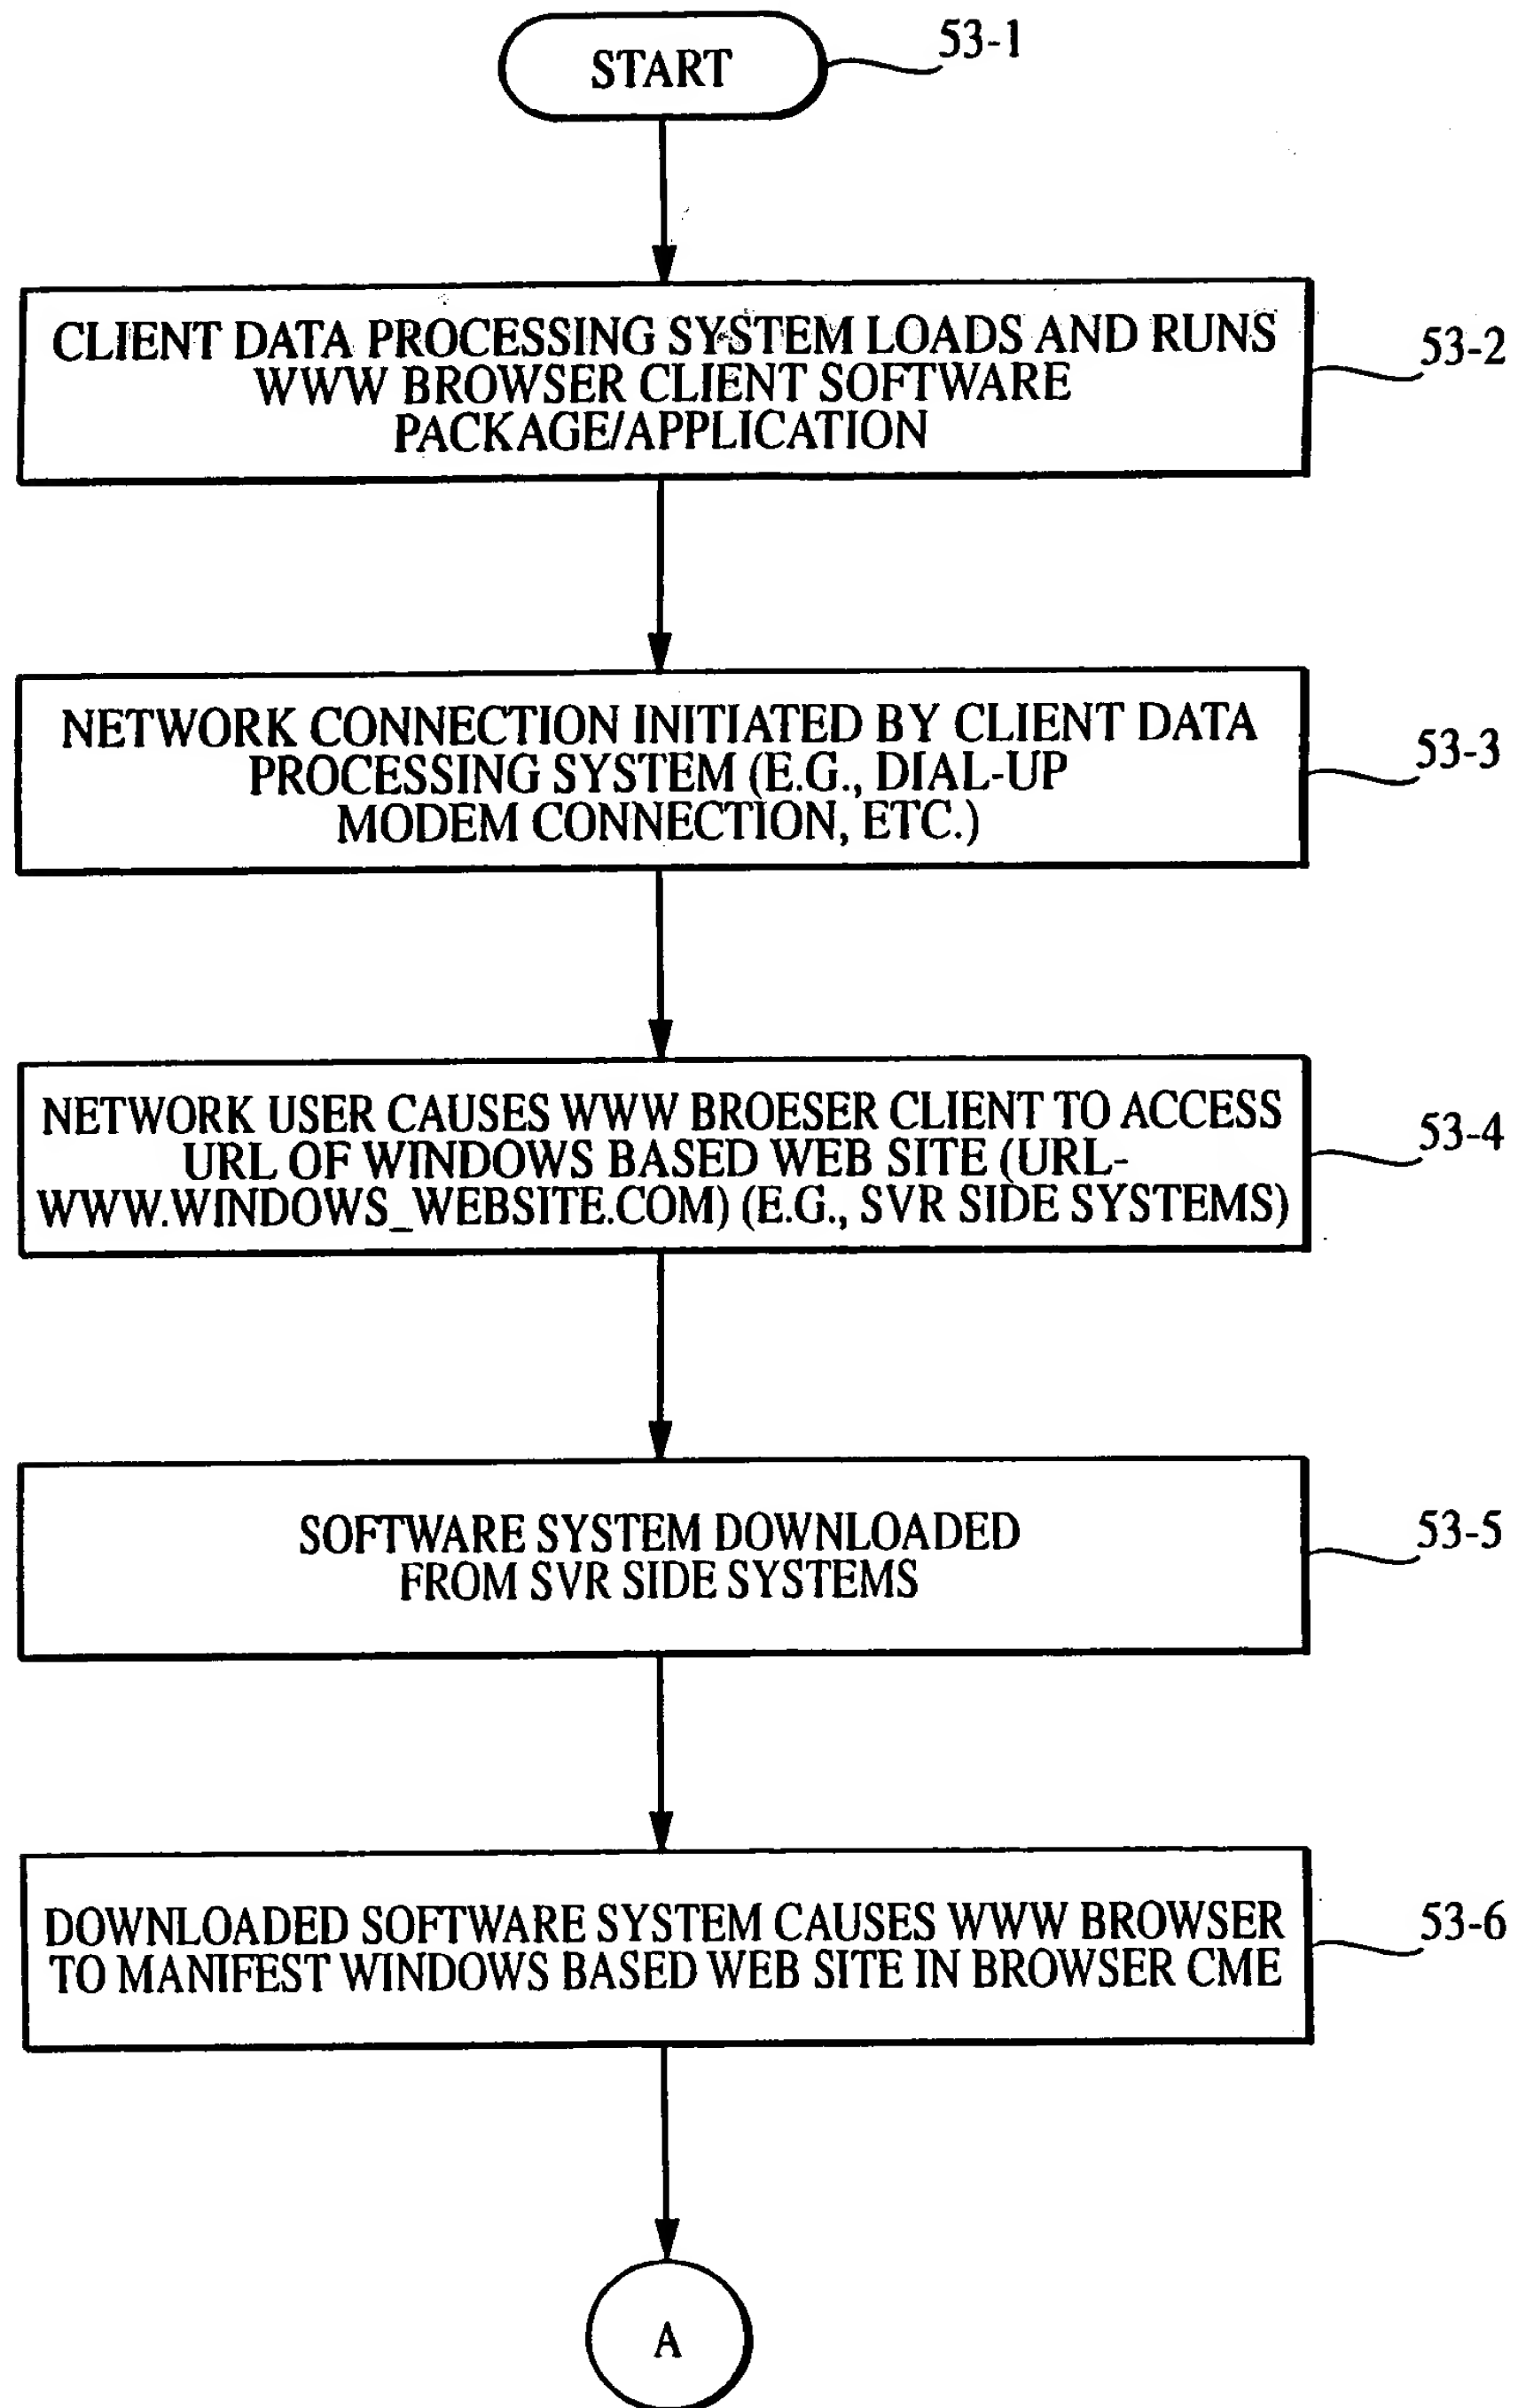 START
53-1
CLIENT DATA PROCESSING SYSTEM LOADS AND RUNS
WWW BROWSER CLIENT SOFTWARE
PACKAGE/APPLICATION
53-2
NETWORK CONNECTION INITIATED BY CLIENT DATA
PROCESSING SYSTEM (E.G., DIAL-UP
MODEM CONNECTION, ETC.)
53-3
NETWORK USER CAUSES WWW BROESER CLIENT TO ACCESS
URL OF WINDOWS BASED WEB SITE (URL-
WWW.WINDOWS_WEBSITE.COM) (E.G., SVR SIDE SYSTEMS)
53-4
SOFTWARE SYSTEM DOWNLOADED
FROM SVR SIDE SYSTEMS
53-5
DOWNLOADED SOFTWARE SYSTEM CAUSES WWW BROWSER
TO MANIFEST WINDOWS BASED WEB SITE IN BROWSER CME
53-6
A